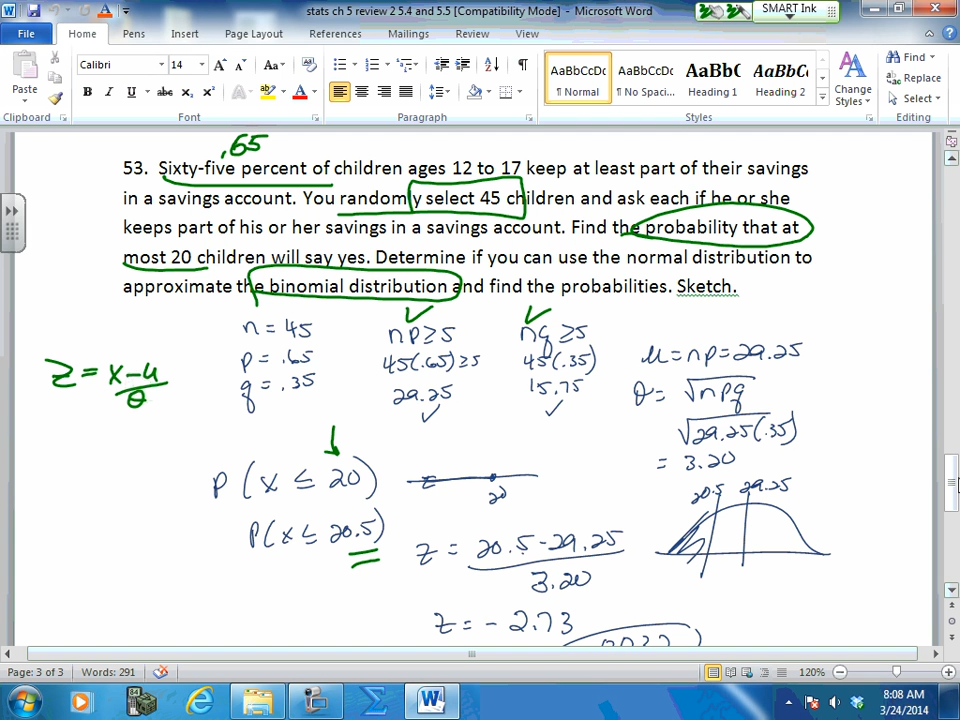 stats ch 5 review 2 5.4 and 5.5 [Compatibility Mode] - Microsoft Word
SMART Ink
File Home Pens Insert Page Layout References Mailings Review View
Paste
Calibri 14
AaBbCcDc AaBbCcDc AaBbC( AaBbCc
¶ Normal ¶ No Spaci... Heading 1 Heading 2
Change Styles
Find
Replace
Select
Clipboard Font Paragraph Styles Editing
.65
53. Sixty-five percent of children ages 12 to 17 keep at least part of their savings
in a savings account. You randomly select 45 children and ask each if he or she
keeps part of his or her savings in a savings account. Find the probability that at
most 20 children will say yes. Determine if you can use the normal distribution to
approximate the binomial distribution and find the probabilities. Sketch.
n = 45 np ≥ 5 nq ≥ 5
p = .65 45(.65) ≥ 5 45(.35)
q = .35 29.25 15.75
✓ ✓
μ = np = 29.25
θ = √npq
√29.25(.35)
= 3.20
z = x - μ / θ
P(x ≤ 20)
20
20.5 29.25
P(x ≤ 20.5)
z = 20.5 - 29.25 / 3.20
z = - 2.73
Page: 3 of 3 Words: 291 120%
8:08 AM
3/24/2014